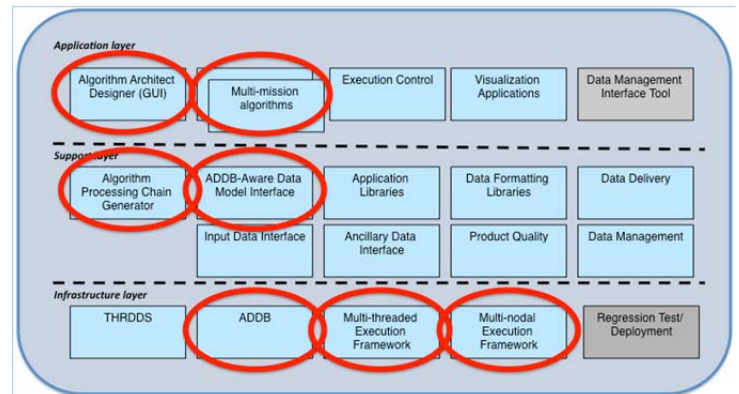 Application layer
Algorithm Architect
Designer (GUI)
Multi-mission
algorithms
Execution Control
Visualization
Applications
Data Management
Interface Tool
Support layer
Algorithm
Processing Chain
Generator
ADDB-Aware Data
Model Interface
Application
Libraries
Data Formatting
Libraries
Data Delivery
Input Data Interface
Ancillary Data
Interface
Product Quality
Data Management
Infrastructure layer
THRDDS
ADDB
Multi-threaded
Execution
Framework
Multi-nodal
Execution
Framework
Regression Test/
Deployment